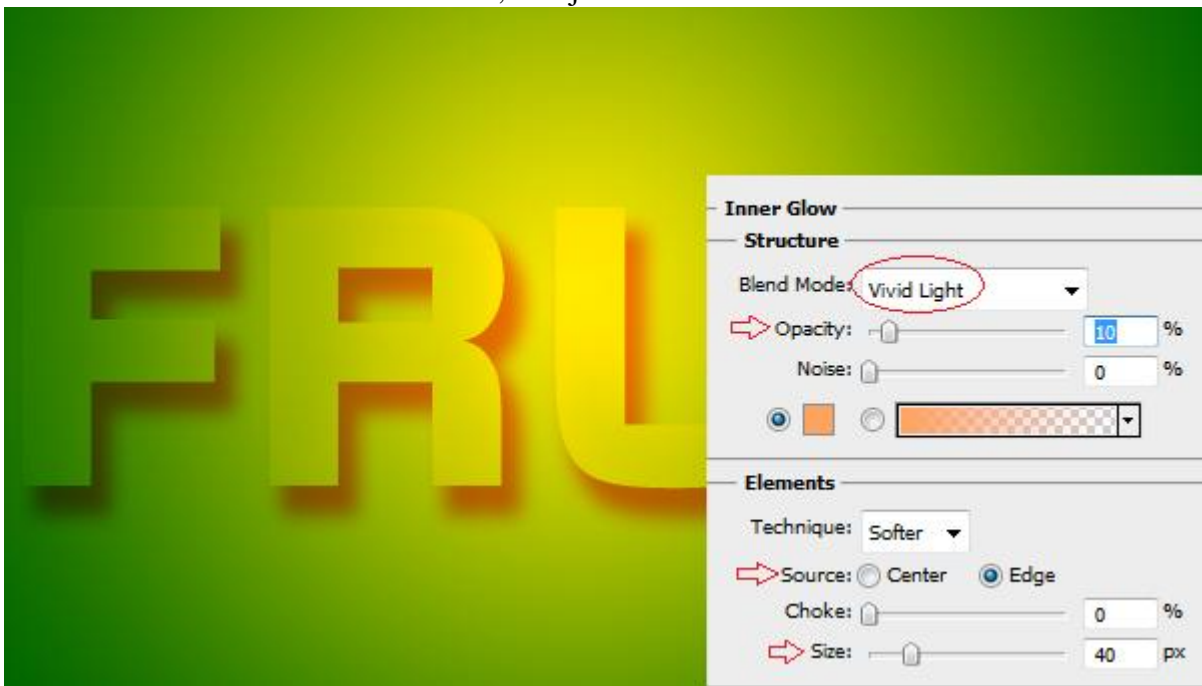 FRU
Inner Glow
Structure
Blend Mode: Vivid Light
Opacity: 10 %
Noise: 0 %
Elements
Technique: Softer
Source: Center Edge
Choke: 0 %
Size: 40 px